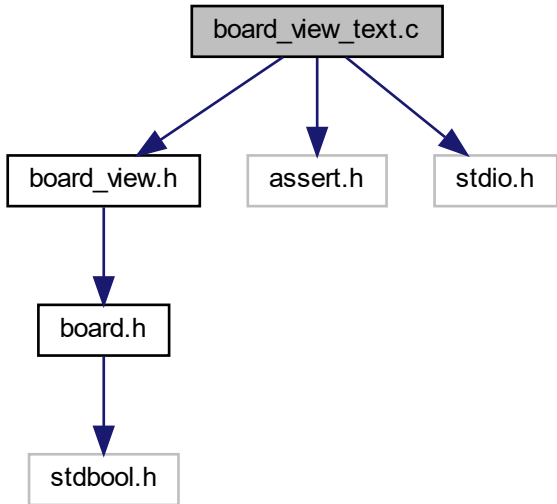 board_view_text.c
board_view.h
assert.h
stdio.h
board.h
stdbool.h